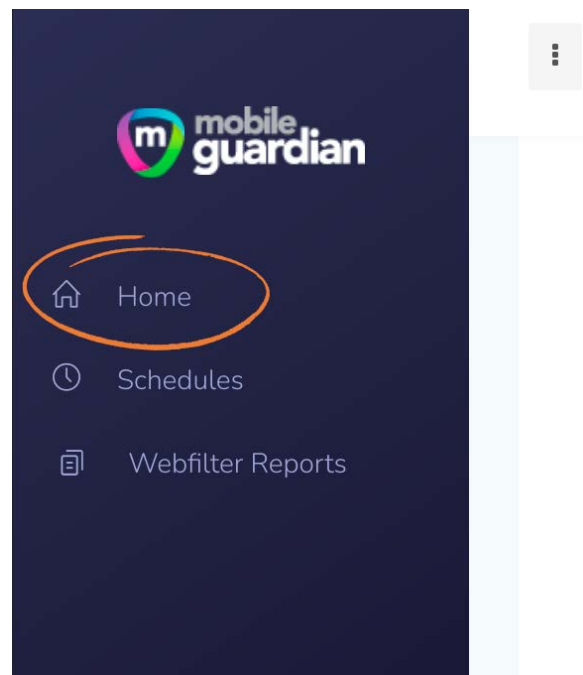 m
mobile
guardian
Home
Schedules
Webfilter Reports